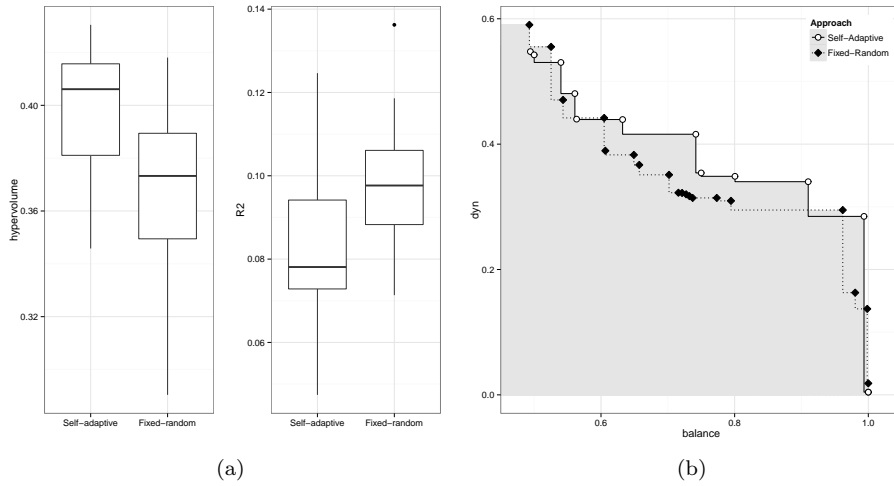 hypervolume
0.40
0.36
0.32
Self−adaptive
Fixed−random
R2
0.14
0.12
0.10
0.08
0.06
Self−adaptive
Fixed−random
(a)
dyn
0.6
0.4
0.2
0.0
Approach
Self−Adaptive
Fixed−Random
0.6
0.8
1.0
balance
(b)